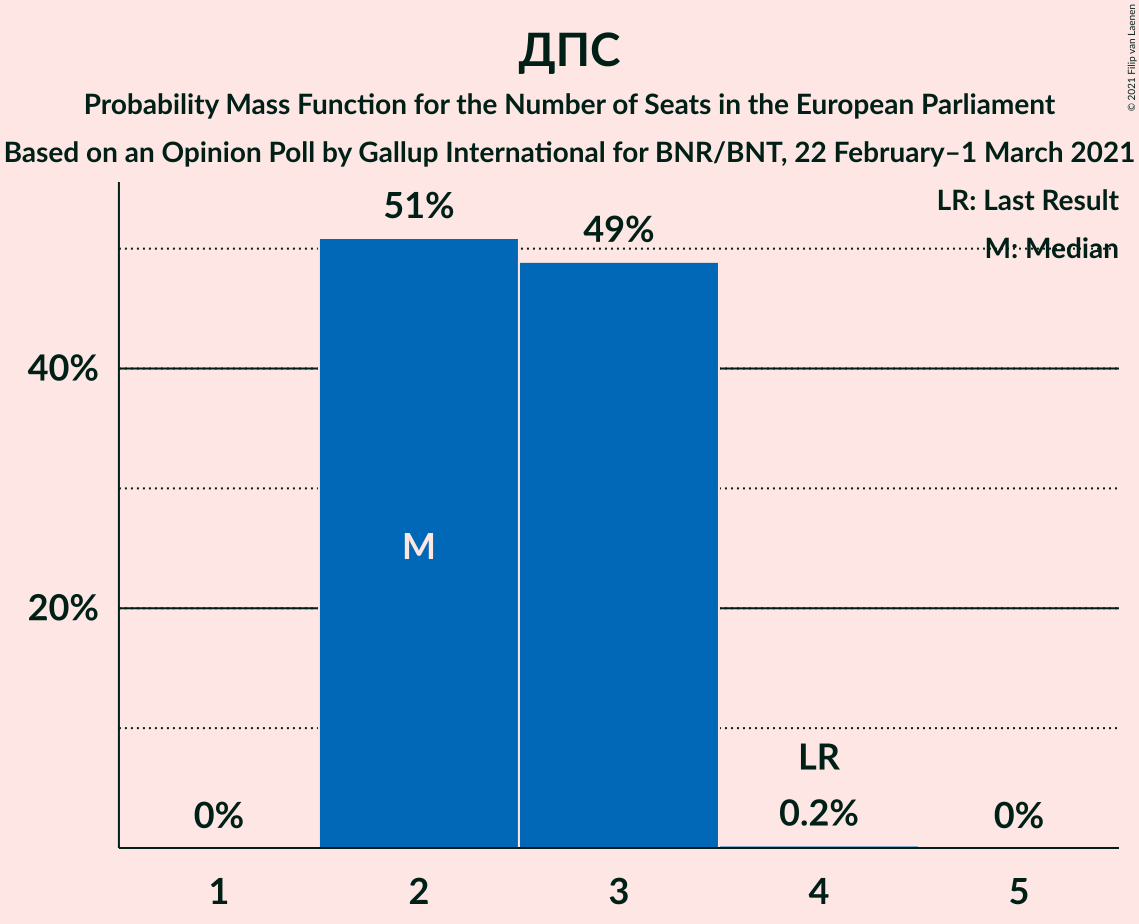 ДПС
Probability Mass Function for the Number of Seats in the European Parliament
Based on an Opinion Poll by Gallup International for BNR/BNT, 22 February–1 March 2021
© 2021 Filip van Laenen
LR: Last Result
M: Median
51%
49%
40%
20%
M
LR
0%
0.2%
0%
1 2 3 4 5